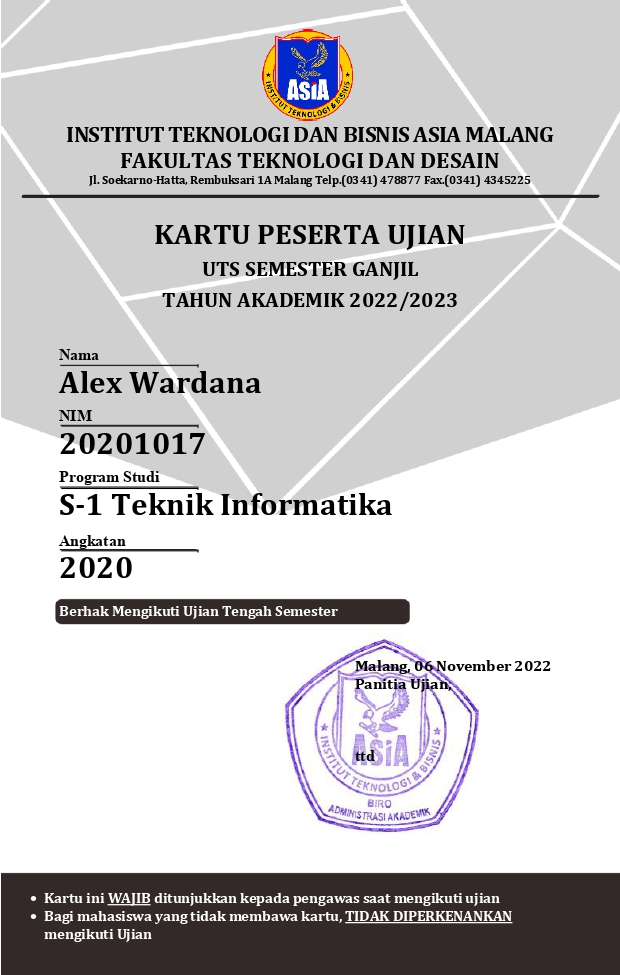 ASiA
INSTITUT TEKNOLOGI & BISNIS
INSTITUT TEKNOLOGI DAN BISNIS ASIA MALANG
FAKULTAS TEKNOLOGI DAN DESAIN
Jl. Soekarno-Hatta, Rembuksari 1A Malang Telp.(0341) 478877 Fax.(0341) 4345225
KARTU PESERTA UJIAN
UTS SEMESTER GANJIL
TAHUN AKADEMIK 2022/2023
Nama
Alex Wardana
NIM
20201017
Program Studi
S-1 Teknik Informatika
Angkatan
2020
Berhak Mengikuti Ujian Tengah Semester
Malang, 06 November 2022
Panitia Ujian,
ttd
ASiA
INSTITUT TEKNOLOGI & BISNIS
BIRO
ADMINISTRASI AKADEMIK
• Kartu ini WAJIB ditunjukkan kepada pengawas saat mengikuti ujian
• Bagi mahasiswa yang tidak membawa kartu, TIDAK DIPERKENANKAN
mengikuti Ujian